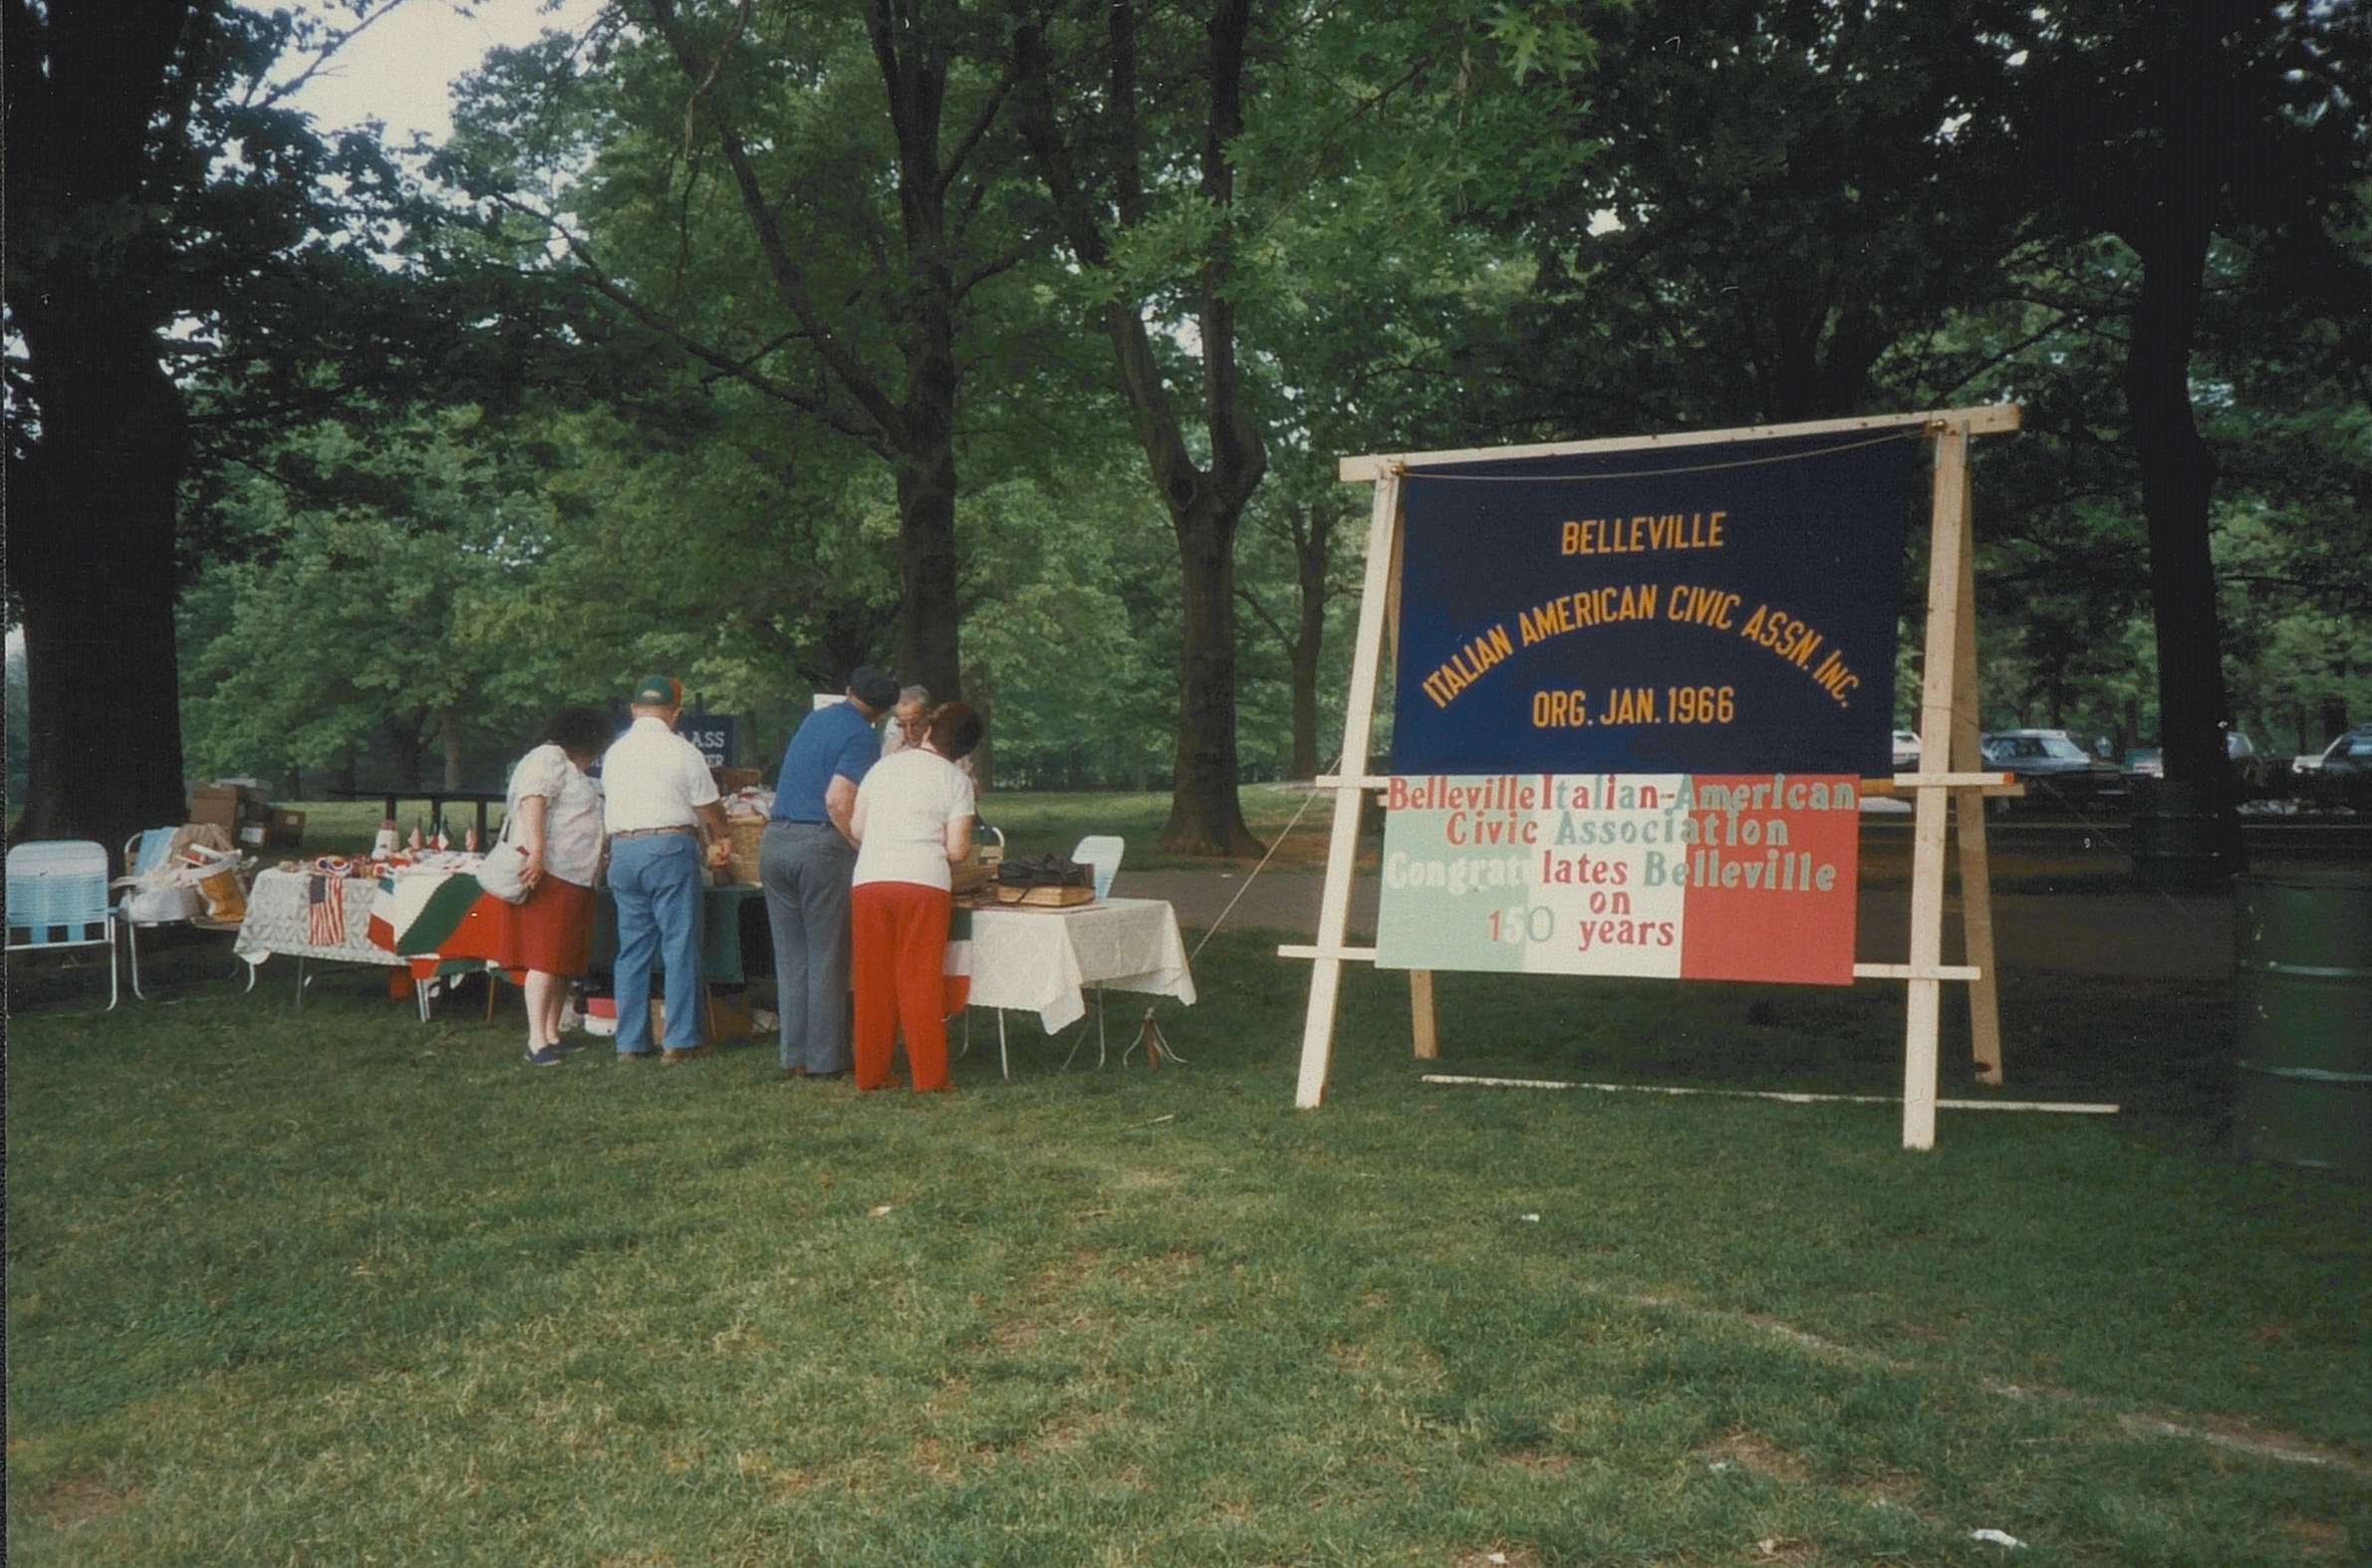 BELLEVILLE
ITALIAN AMERICAN CIVIC ASSN. INC.
ORG. JAN. 1966
Belleville Italian-American
Civic Association
Congratulates Belleville
on
150 years